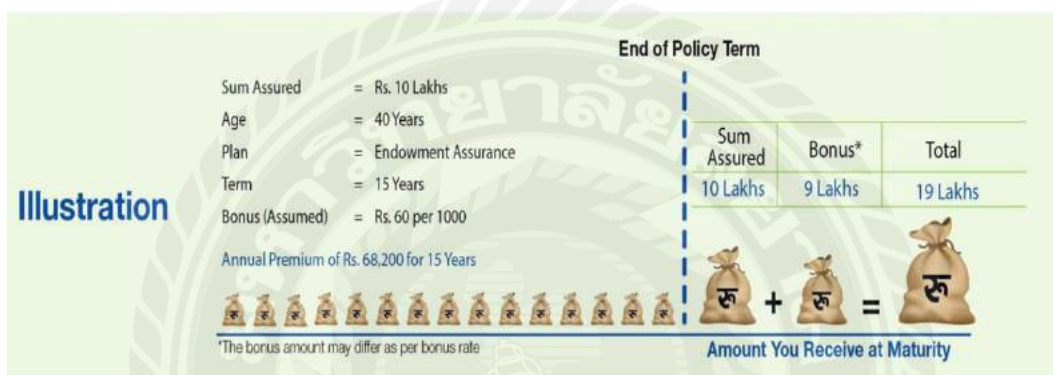 End of Policy Term
Sum Assured = Rs. 10 Lakhs
Age = 40 Years
Plan = Endowment Assurance
Term = 15 Years
Bonus (Assumed) = Rs. 60 per 1000
Illustration
Annual Premium of Rs. 68,200 for 15 Years
Sum Assured Bonus* Total
10 Lakhs 9 Lakhs 19 Lakhs
रू रू रू रू रू रू रू रू रू रू रू रू रू रू रू
रू + रू = रू
*The bonus amount may differ as per bonus rate
Amount You Receive at Maturity